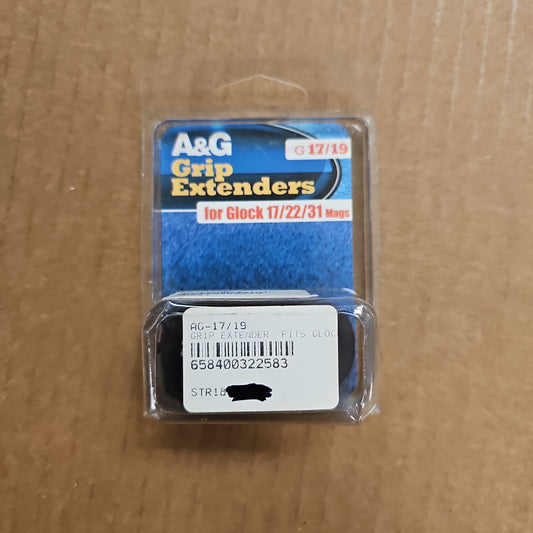 A&G
G 17/19
Grip
Extenders
for Glock 17/22/31 Mags
AG-17/19
GRIP EXTENDER FITS GLOC
658400322583
STR18